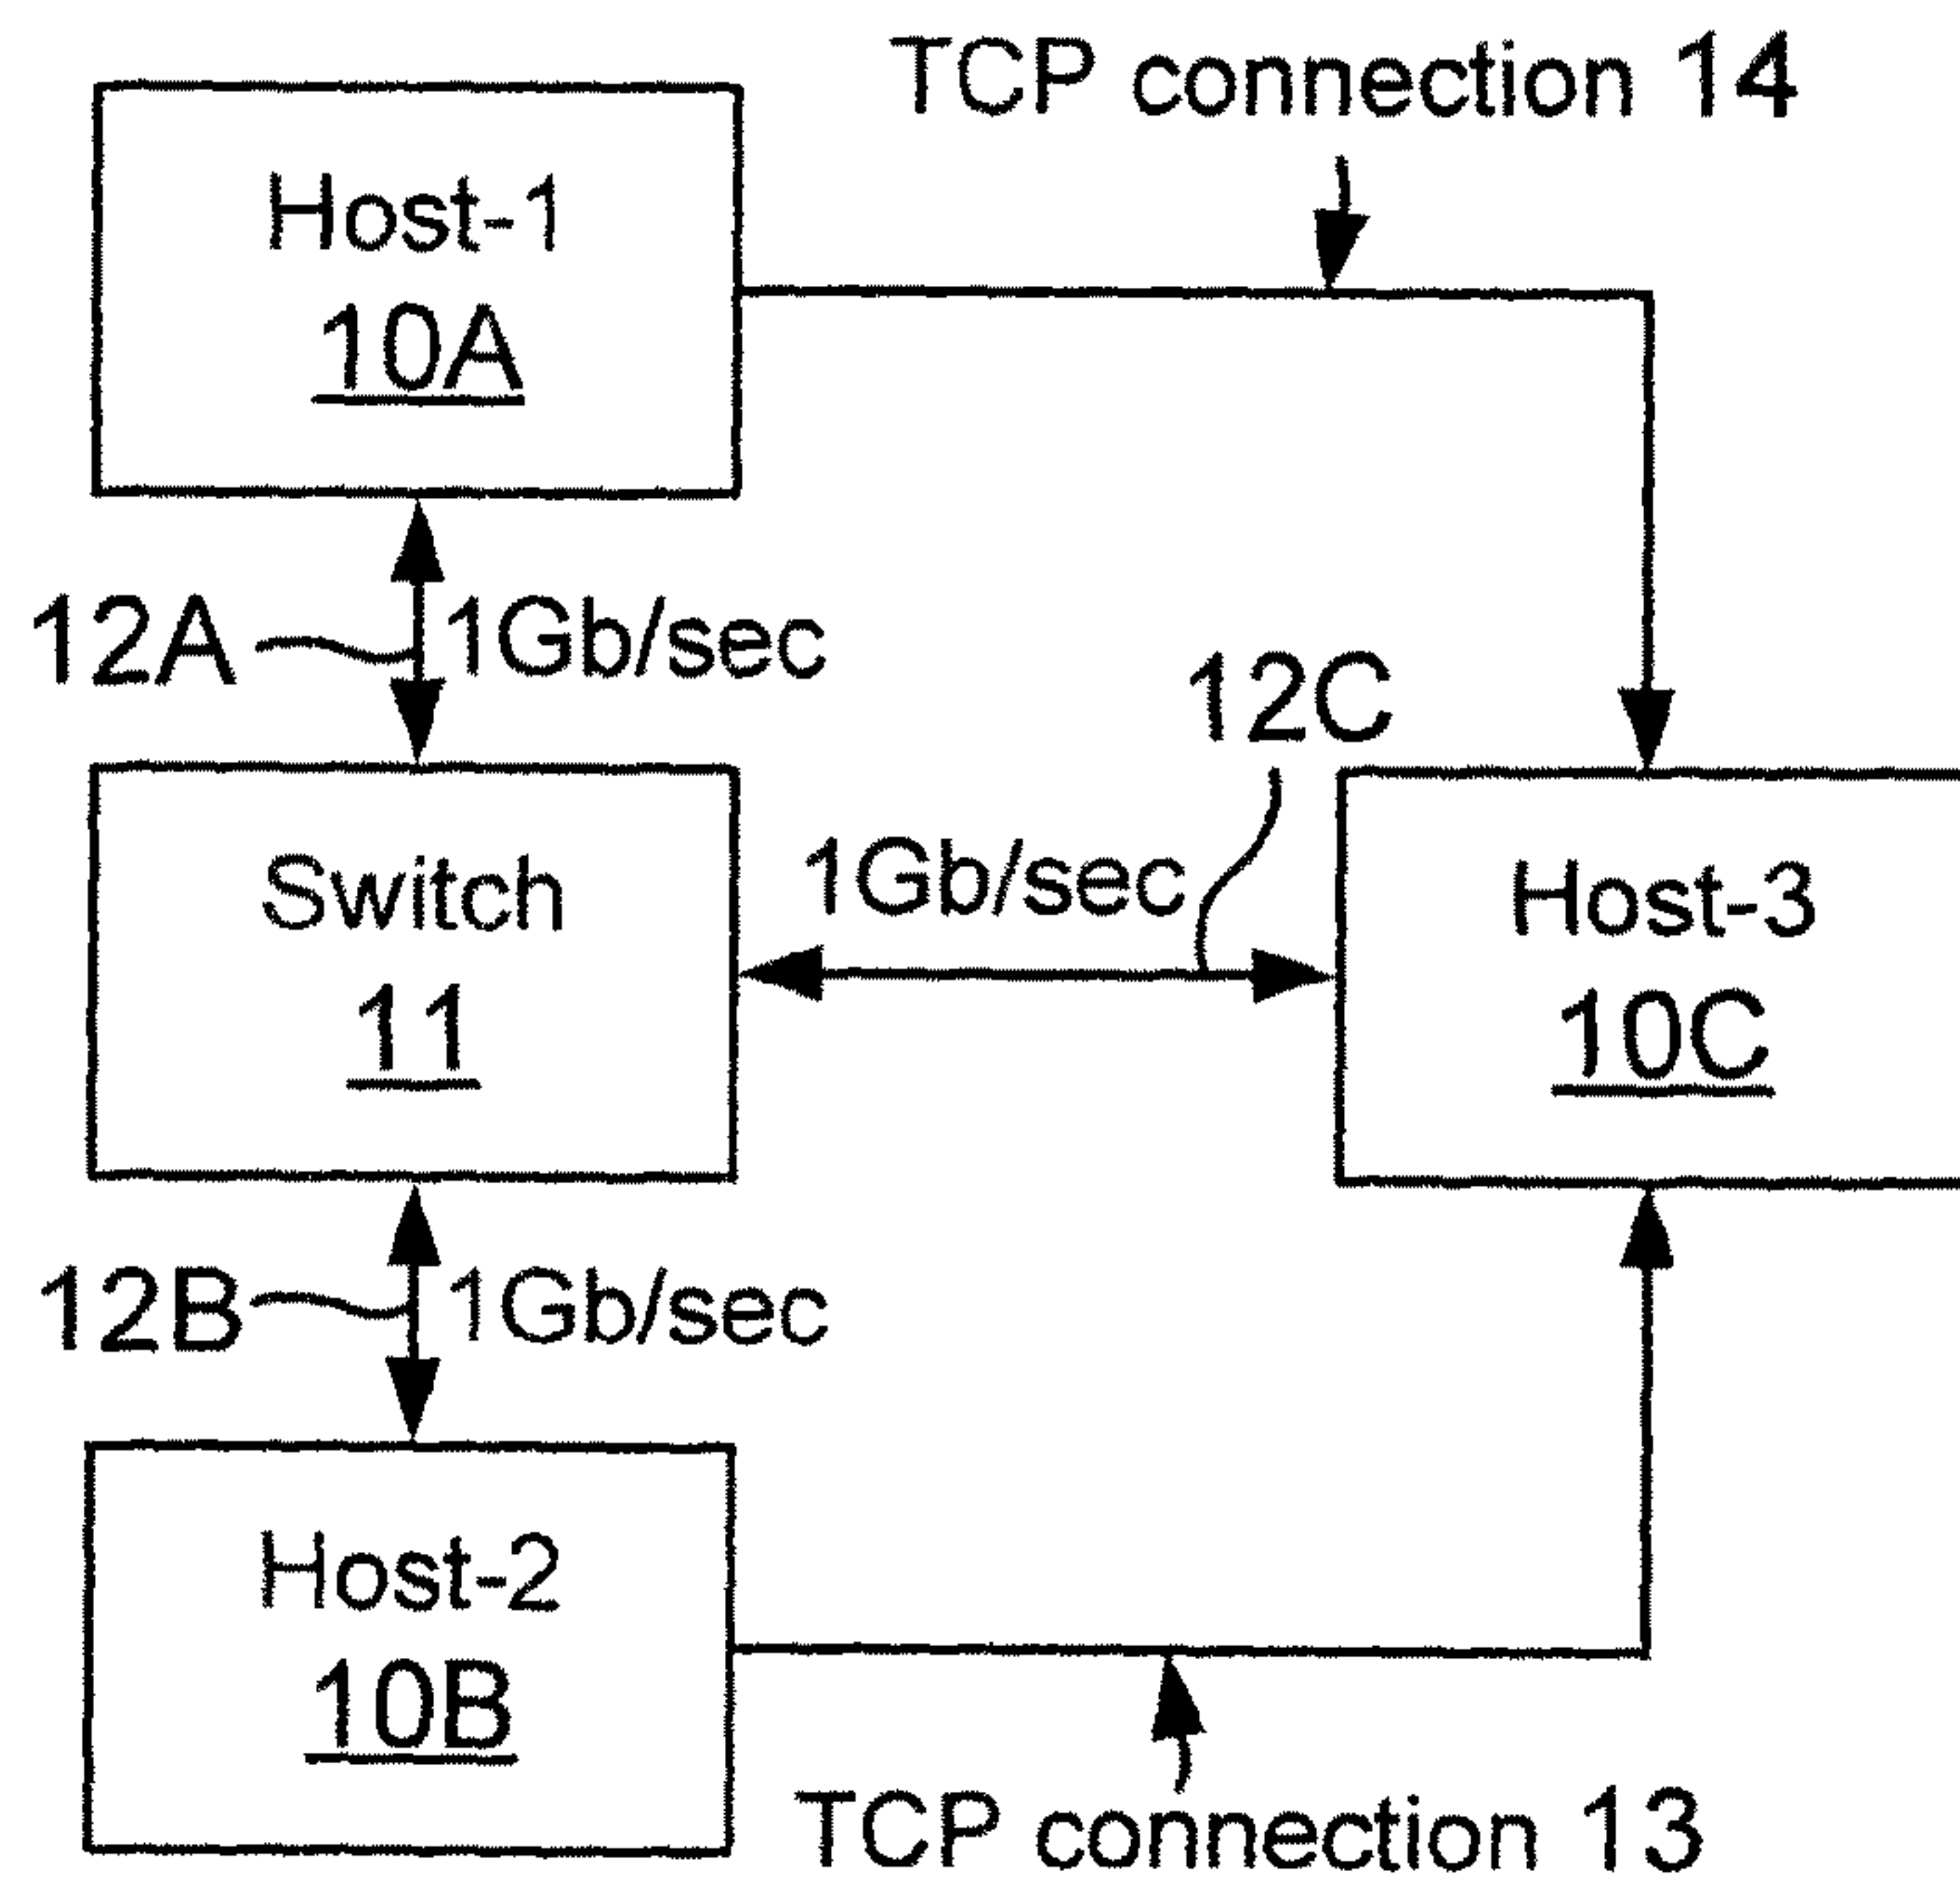 TCP connection 14
Host-1
10A
12A
1Gb/sec
12C
Switch
11
1Gb/sec
Host-3
10C
12B
1Gb/sec
Host-2
10B
TCP connection 13